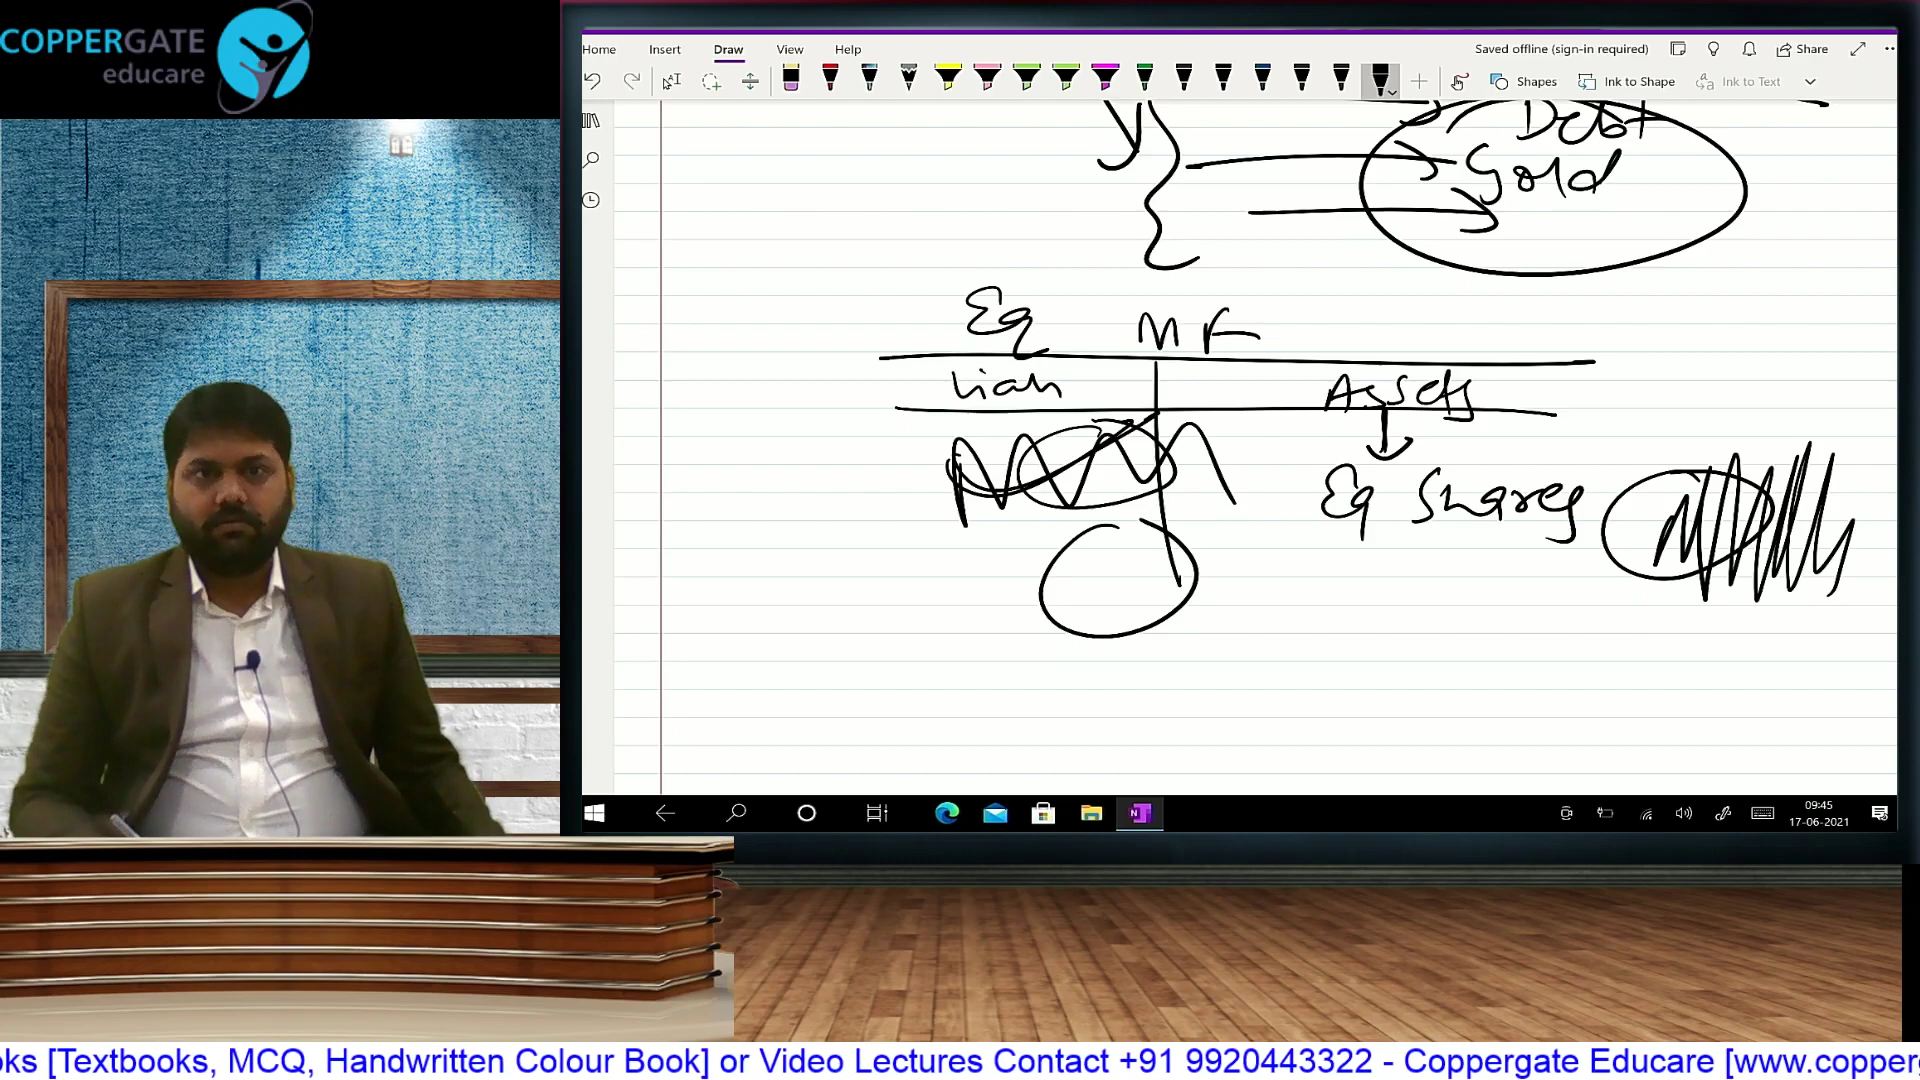 COPPERGATE
educare
Home Insert Draw View Help
Saved offline (sign-in required) Share
Shapes Ink to Shape Ink to Text
Debt
Gold
Eq MF
Liab Assets
Eq Shares
09:45
17-06-2021
oks [Textbooks, MCQ, Handwritten Colour Book] or Video Lectures Contact +91 9920443322 - Coppergate Educare [www.copperg